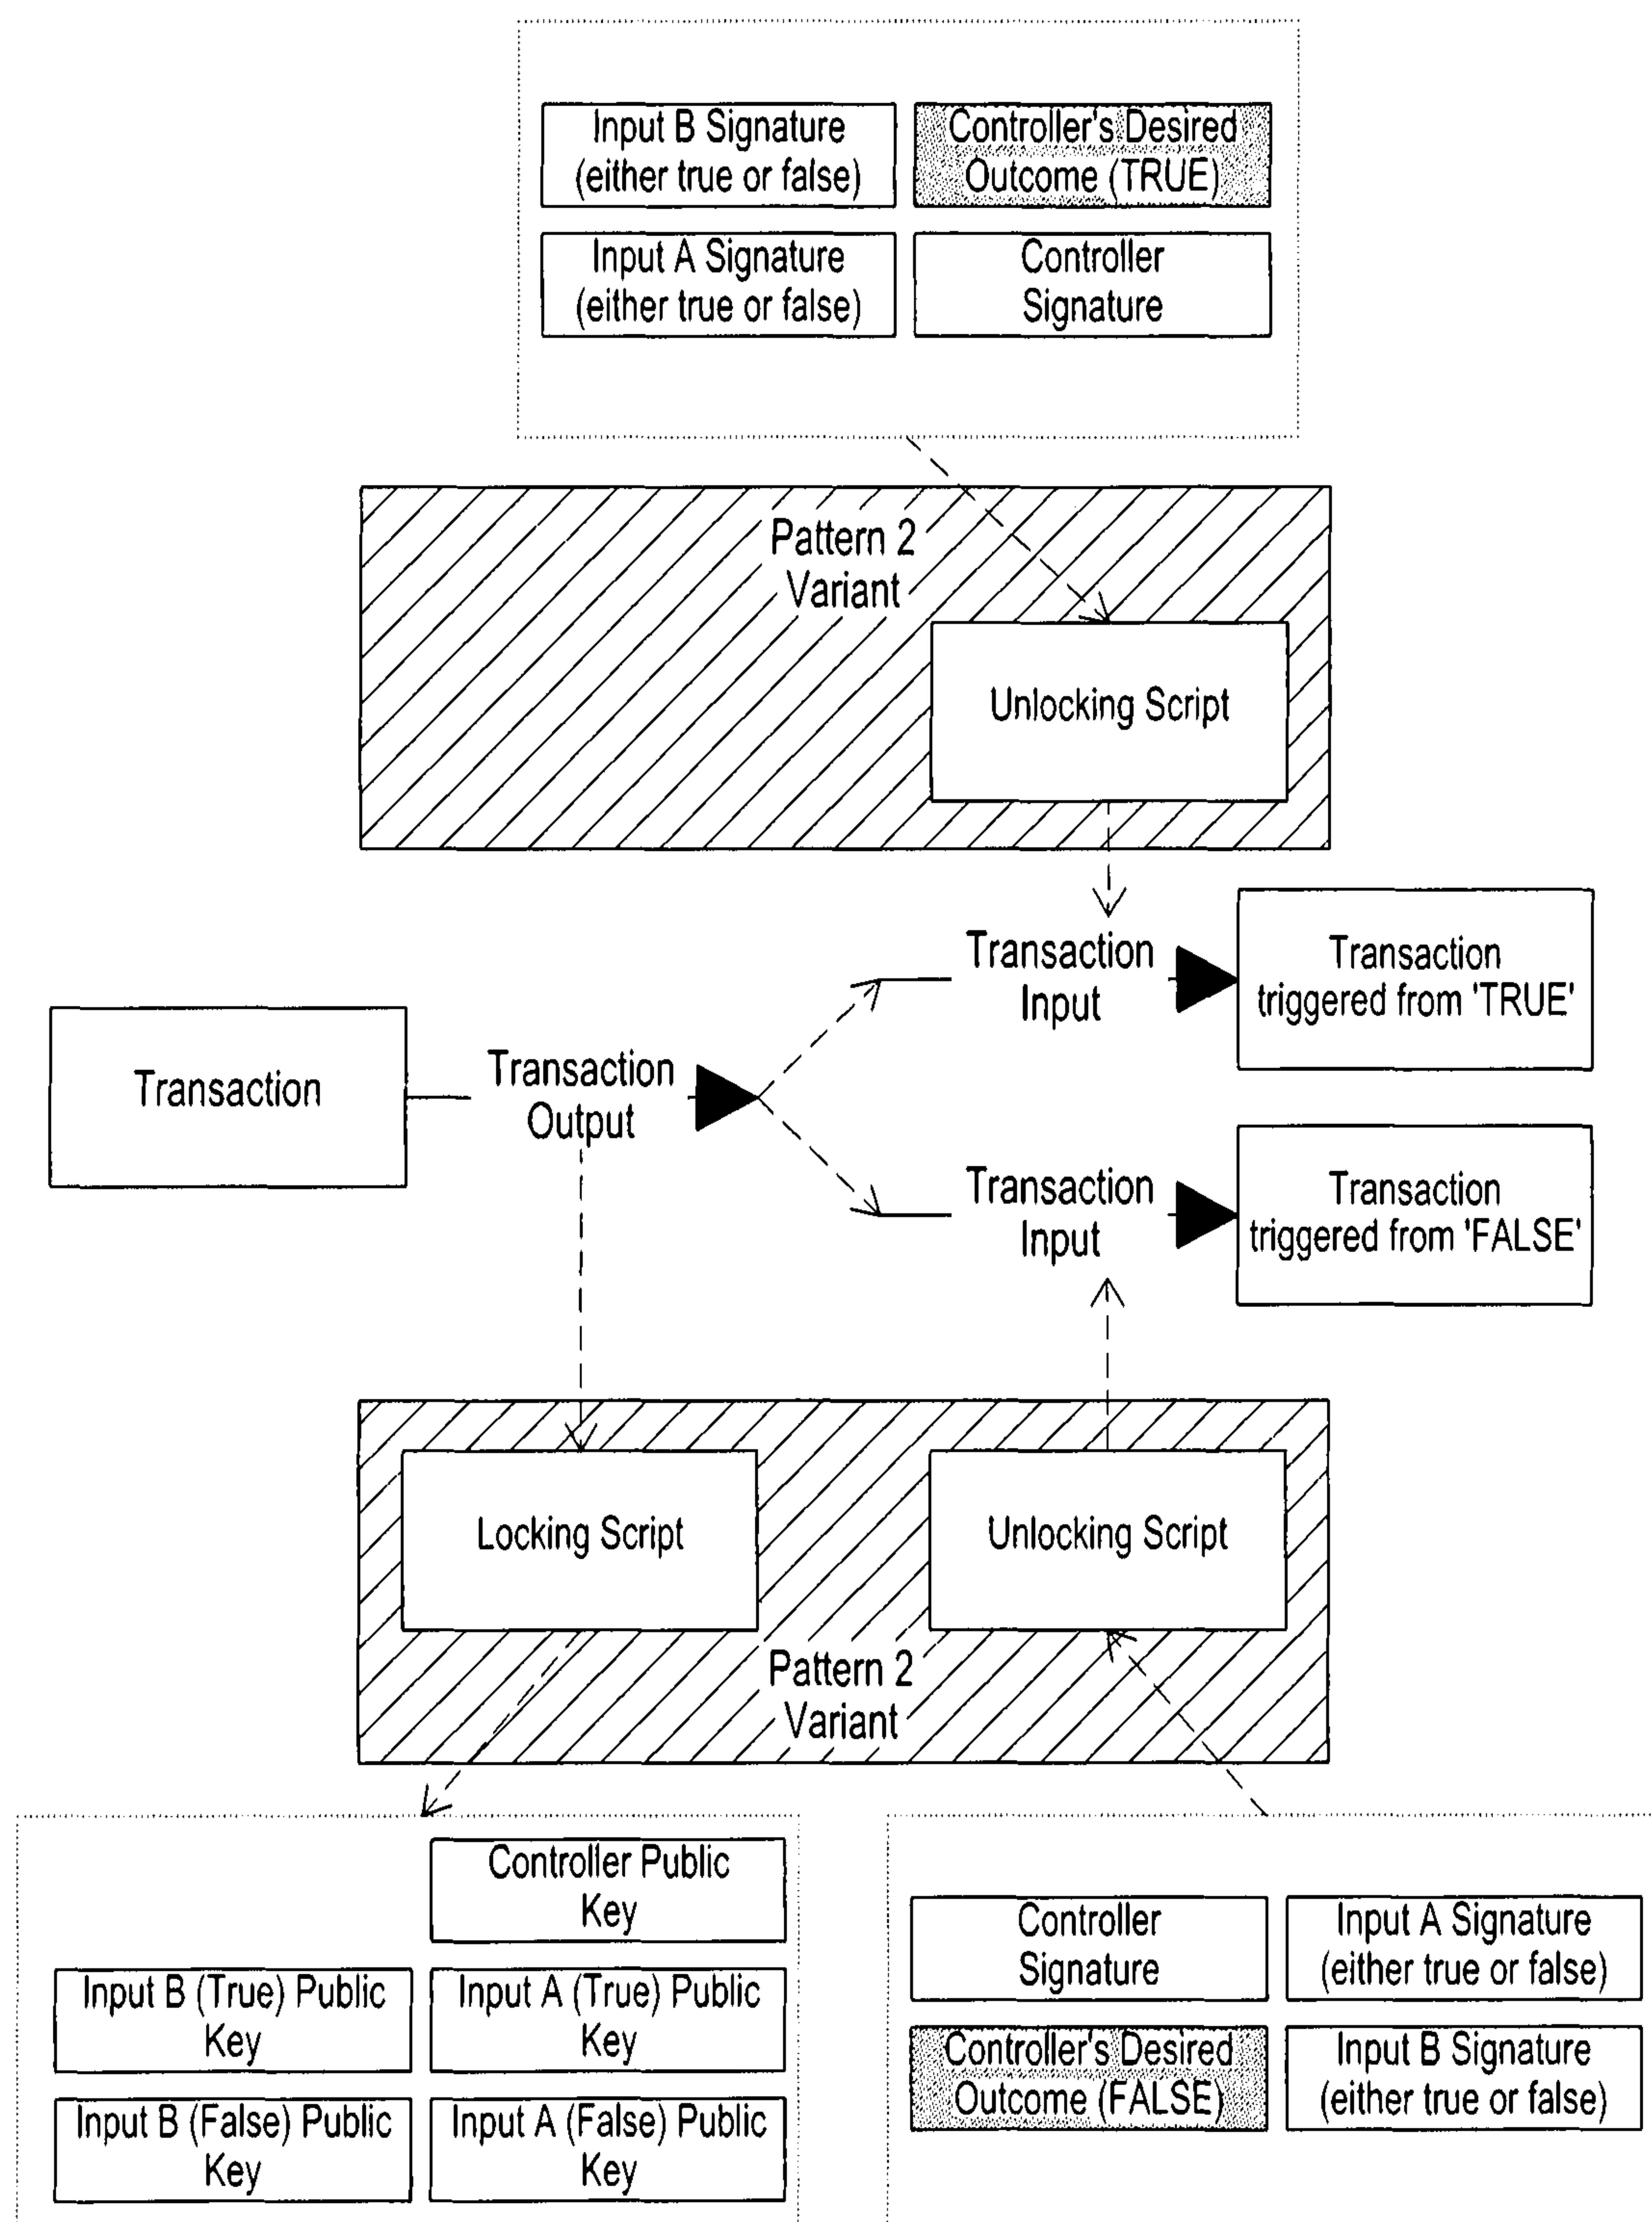 Input B Signature
(either true or false)
Controller's Desired
Outcome (TRUE)
Input A Signature
(either true or false)
Controller
Signature
Pattern 2
Variant
Unlocking Script
Transaction
Input
Transaction
triggered from 'TRUE'
Transaction
Transaction
Output
Transaction
Input
Transaction
triggered from 'FALSE'
Locking Script
Unlocking Script
Pattern 2
Variant
Controller Public
Key
Input B (True) Public
Key
Input A (True) Public
Key
Input B (False) Public
Key
Input A (False) Public
Key
Controller
Signature
Input A Signature
(either true or false)
Controller's Desired
Outcome (FALSE)
Input B Signature
(either true or false)